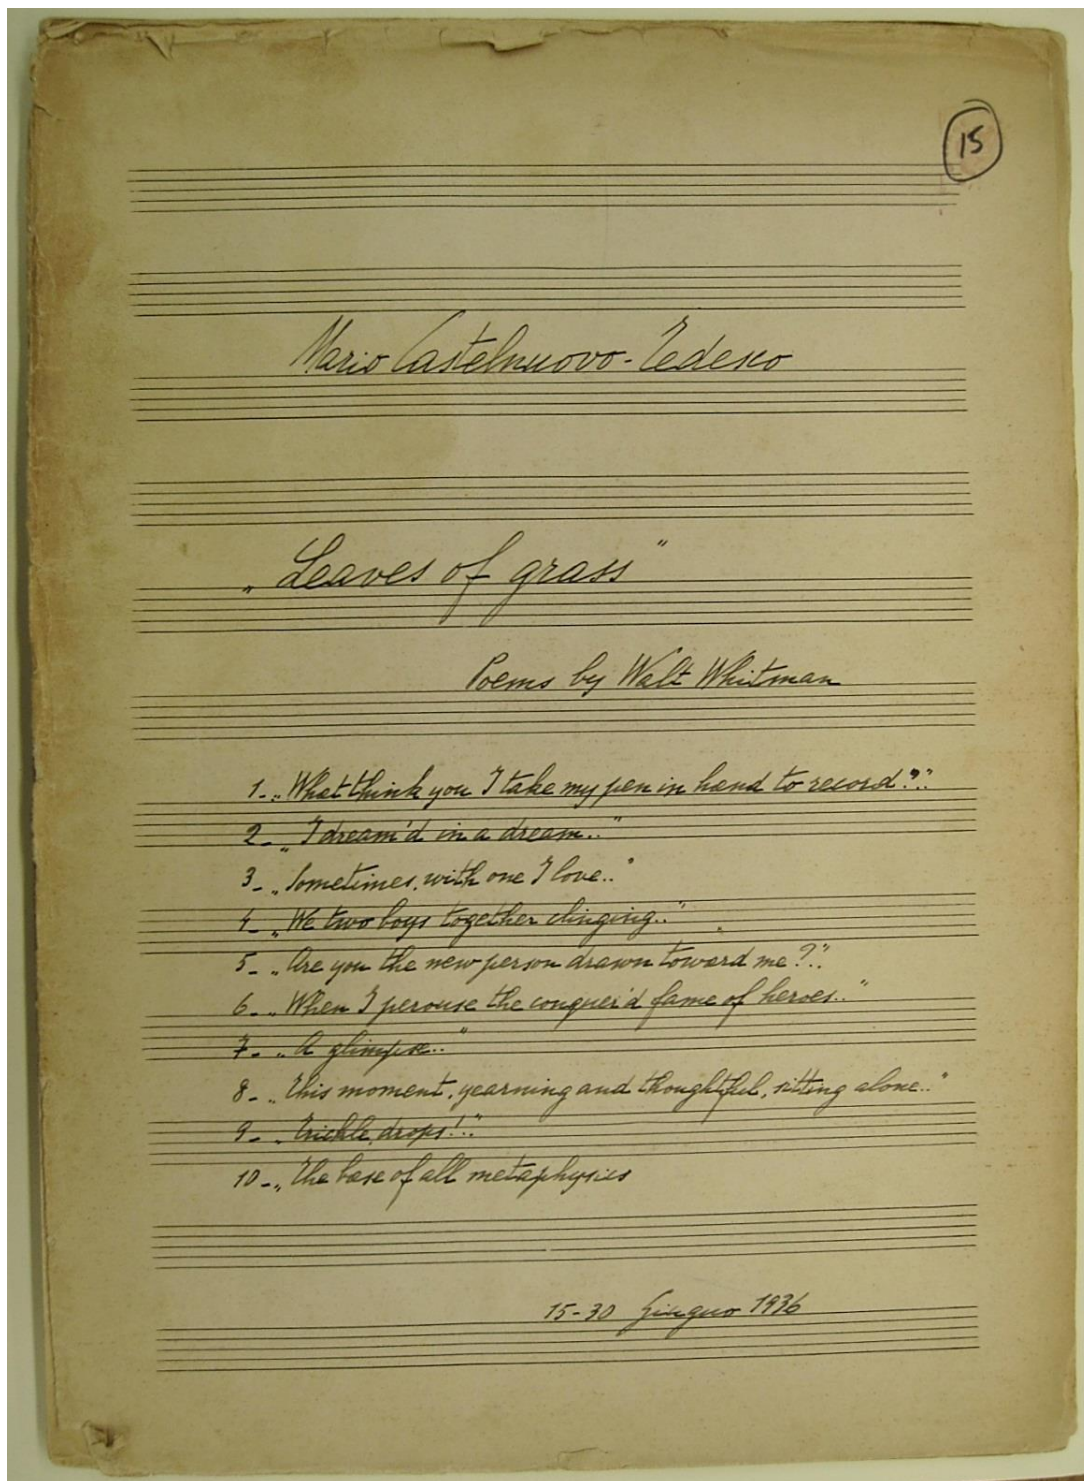 15
Mario Castelnuovo-Tedesco
„Leaves of grass"
Poems by Walt Whitman
1-„What think you I take my pen in hand to record?.."
2-„I dream'd in a dream.."
3-„Sometimes, with one I love.."
4-„We two boys together clinging.."
5-„Are you the new person drawn toward me?"..
6-„When I perouse the conquer'd fame of heroes.."
7-„A glimpse.."
8-„This moment, yearning and thoughtful, sitting alone.."
9-„Trickle, drops!.."
10-„The base of all metaphysics
15-30 Giugno 1936